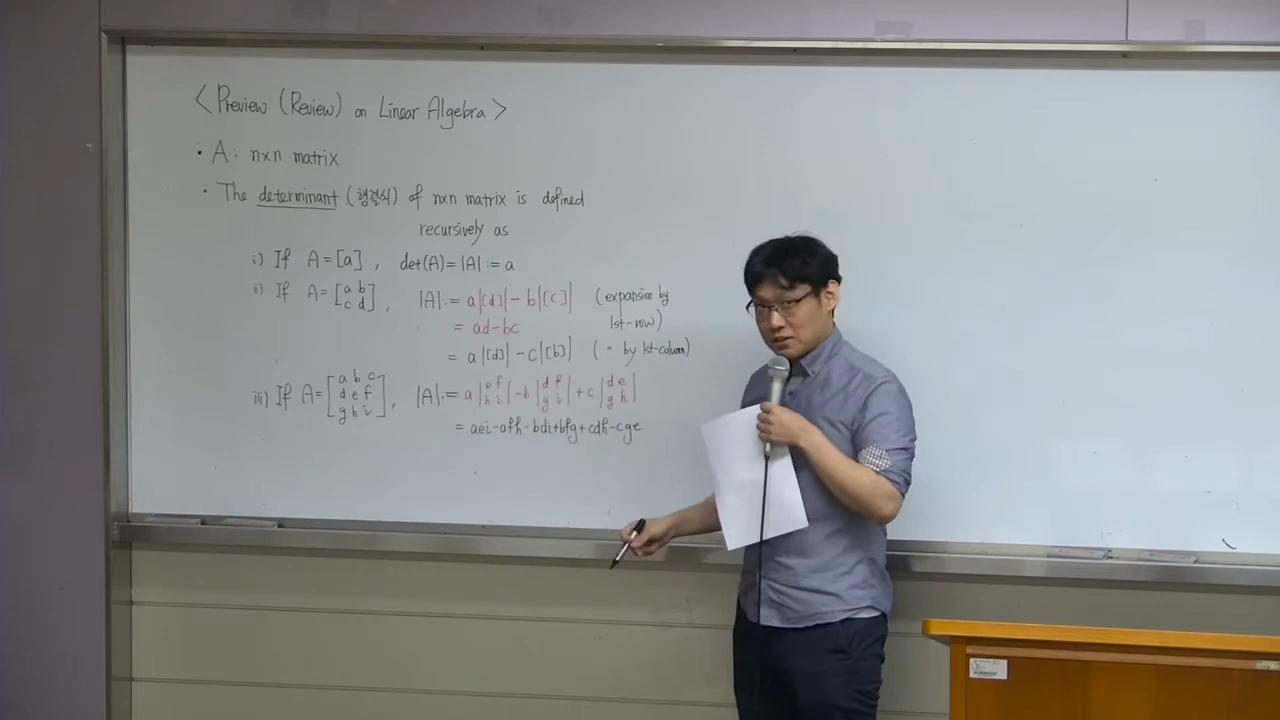 <Preview (Review) on Linear Algebra>
• A: n×n matrix
• The determinant (행렬식) of n×n matrix is defined
recursively as
i) If A=[a], det(A)=|A|:=a
ii) If A=[a b
c d], |A|:= a|[d]|-b|[c]| (expansion by
1st-row)
= ad-bc
= a|[d]|-c|[b]| (〃 by 1st-column)
iii) If A=[a b c
d e f
g h i], |A|:= a|e f
h i|-b|d f
g i|+c|d e
g h|
= aei-afh-bdi+bfg+cdh-cge